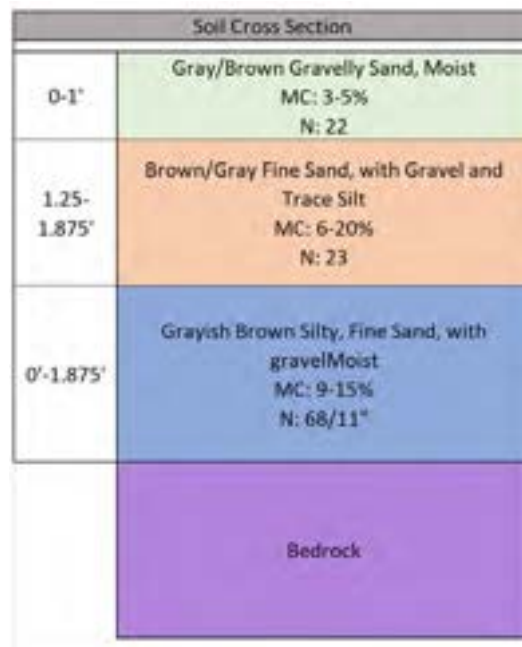 Soil Cross Section
0-1'
Gray/Brown Gravelly Sand, Moist
MC: 3-5%
N: 22
1.25-
1.875'
Brown/Gray Fine Sand, with Gravel and
Trace Silt
MC: 6-20%
N: 23
0'-1.875'
Grayish Brown Silty, Fine Sand, with
gravelMoist
MC: 9-15%
N: 68/11"
Bedrock